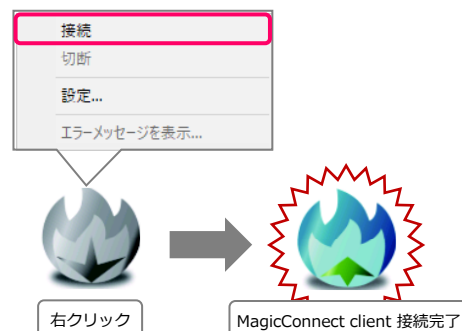 接続
切断
設定...
エラーメッセージを表示...
右クリック
MagicConnect client 接続完了